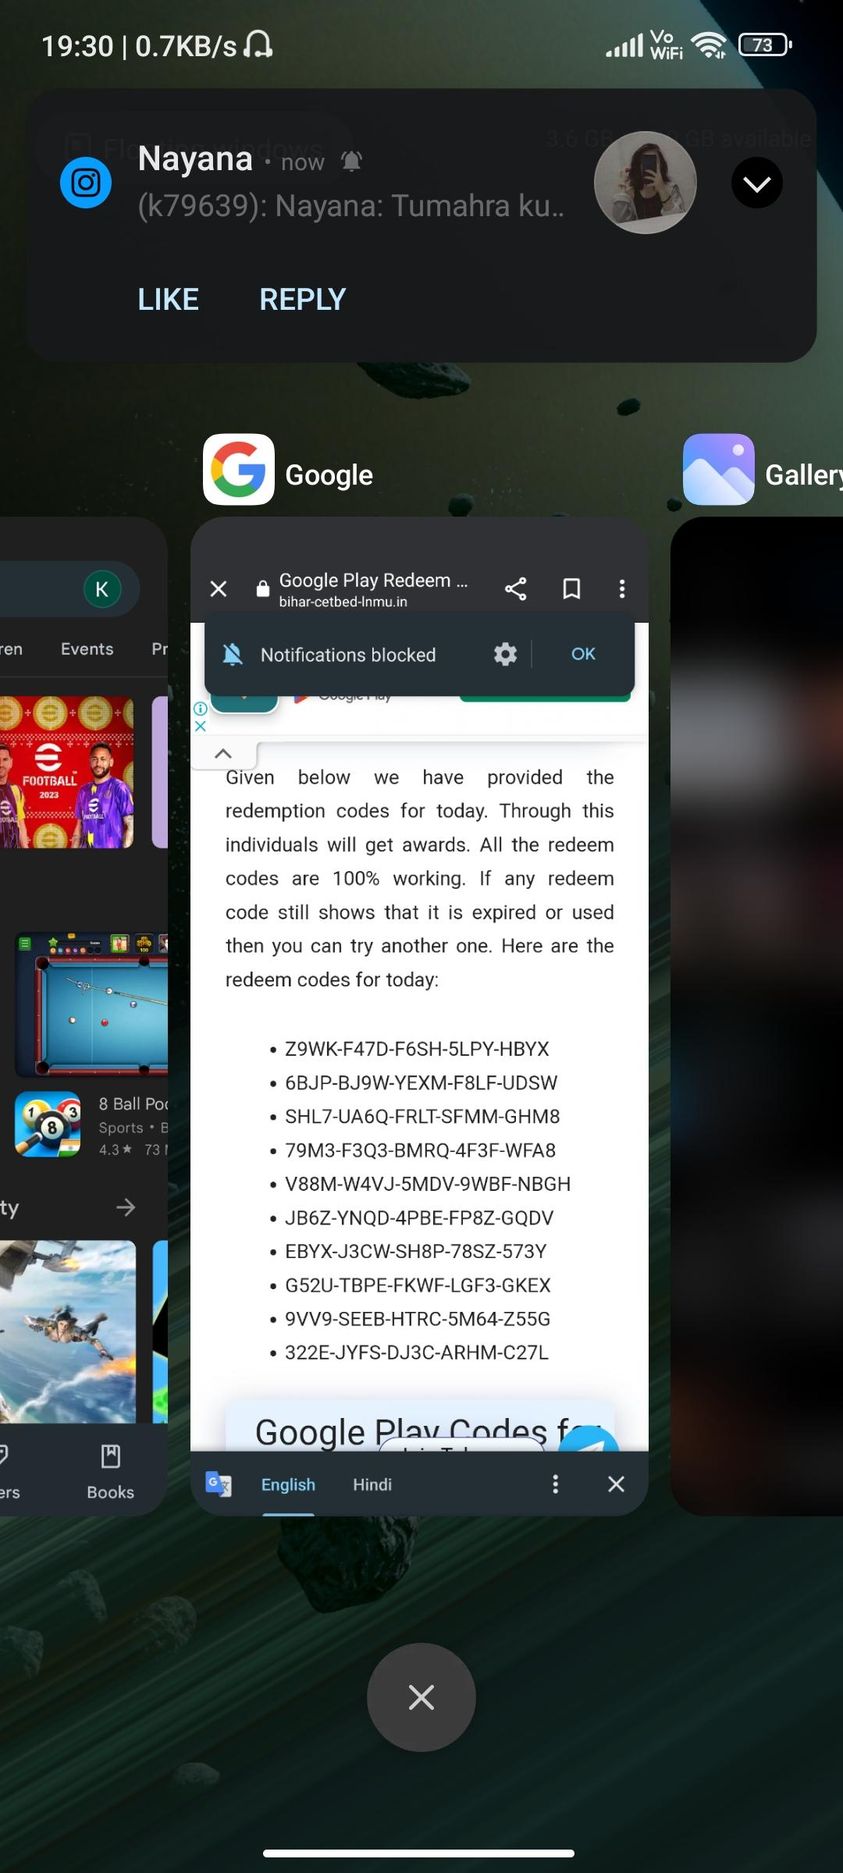 19:30 | 0.7KB/s
Vo
WiFi
73
Floating windows
GB available
Nayana • now
(k79639): Nayana: Tumahra ku..
LIKE REPLY
Google
Gallery
K
Google Play Redeem ...
bihar-cetbed-lnmu.in
ren Events Pr
Notifications blocked OK
Google Play
FOOTBALL
2023
Given below we have provided the
redemption codes for today. Through this
individuals will get awards. All the redeem
codes are 100% working. If any redeem
code still shows that it is expired or used
then you can try another one. Here are the
redeem codes for today:
• Z9WK-F47D-F6SH-5LPY-HBYX
• 6BJP-BJ9W-YEXM-F8LF-UDSW
• SHL7-UA6Q-FRLT-SFMM-GHM8
• 79M3-F3Q3-BMRQ-4F3F-WFA8
• V88M-W4VJ-5MDV-9WBF-NBGH
• JB6Z-YNQD-4PBE-FP8Z-GQDV
• EBYX-J3CW-SH8P-78SZ-573Y
• G52U-TBPE-FKWF-LGF3-GKEX
• 9VV9-SEEB-HTRC-5M64-Z55G
• 322E-JYFS-DJ3C-ARHM-C27L
8 Ball Poo
Sports • B
4.3★ 73
ty
Google Play Codes for
English Hindi
ers Books